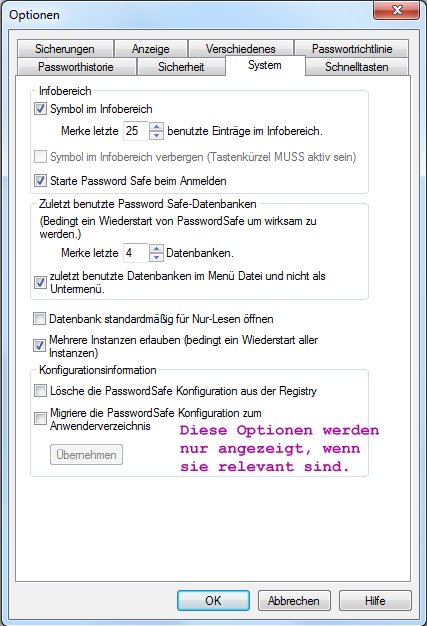 Optionen
Sicherungen Anzeige Verschiedenes Passwortrichtlinie
Passworthistorie Sicherheit System Schnelltasten
Infobereich
Symbol im Infobereich
Merke letzte 25 benutzte Einträge im Infobereich.
Symbol im Infobereich verbergen (Tastenkürzel MUSS aktiv sein)
Starte Password Safe beim Anmelden
Zuletzt benutzte Password Safe-Datenbanken
(Bedingt ein Wiederstart von PasswordSafe um wirksam zu
werden.)
Merke letzte 4 Datenbanken.
zuletzt benutzte Datenbanken im Menü Datei und nicht als
Untermenü.
Datenbank standardmäßig für Nur-Lesen öffnen
Mehrere Instanzen erlauben (bedingt ein Wiederstart aller
Instanzen)
Konfigurationsinformation
Lösche die PasswordSafe Konfiguration aus der Registry
Migriere die PasswordSafe Konfiguration zum
Anwenderverzeichnis
Diese Optionen werden
nur angezeigt, wenn
sie relevant sind.
Übernehmen
OK Abbrechen Hilfe